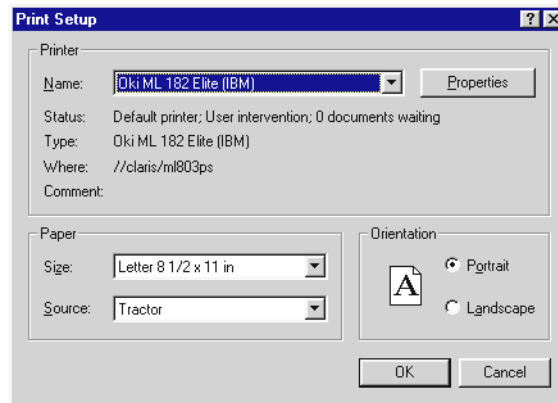 Print Setup
Printer
Name: Oki ML 182 Elite (IBM) Properties
Status: Default printer; User intervention; 0 documents waiting
Type: Oki ML 182 Elite (IBM)
Where: //claris/ml803ps
Comment:
Paper Orientation
Size: Letter 8 1/2 x 11 in Portrait
A
Source: Tractor Landscape
OK Cancel